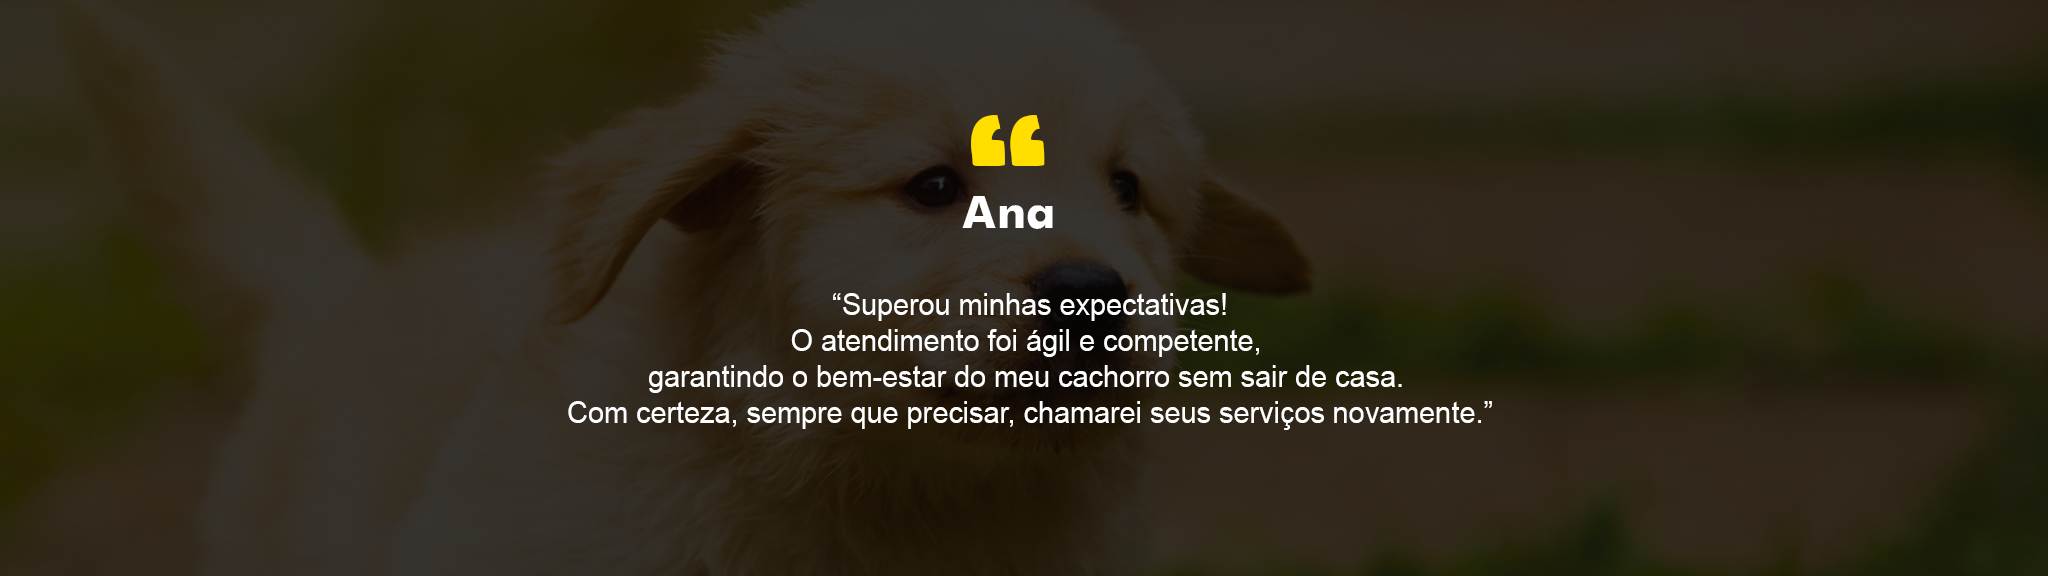 Ana
“Superou minhas expectativas!
O atendimento foi ágil e competente,
garantindo o bem-estar do meu cachorro sem sair de casa.
Com certeza, sempre que precisar, chamarei seus serviços novamente.”